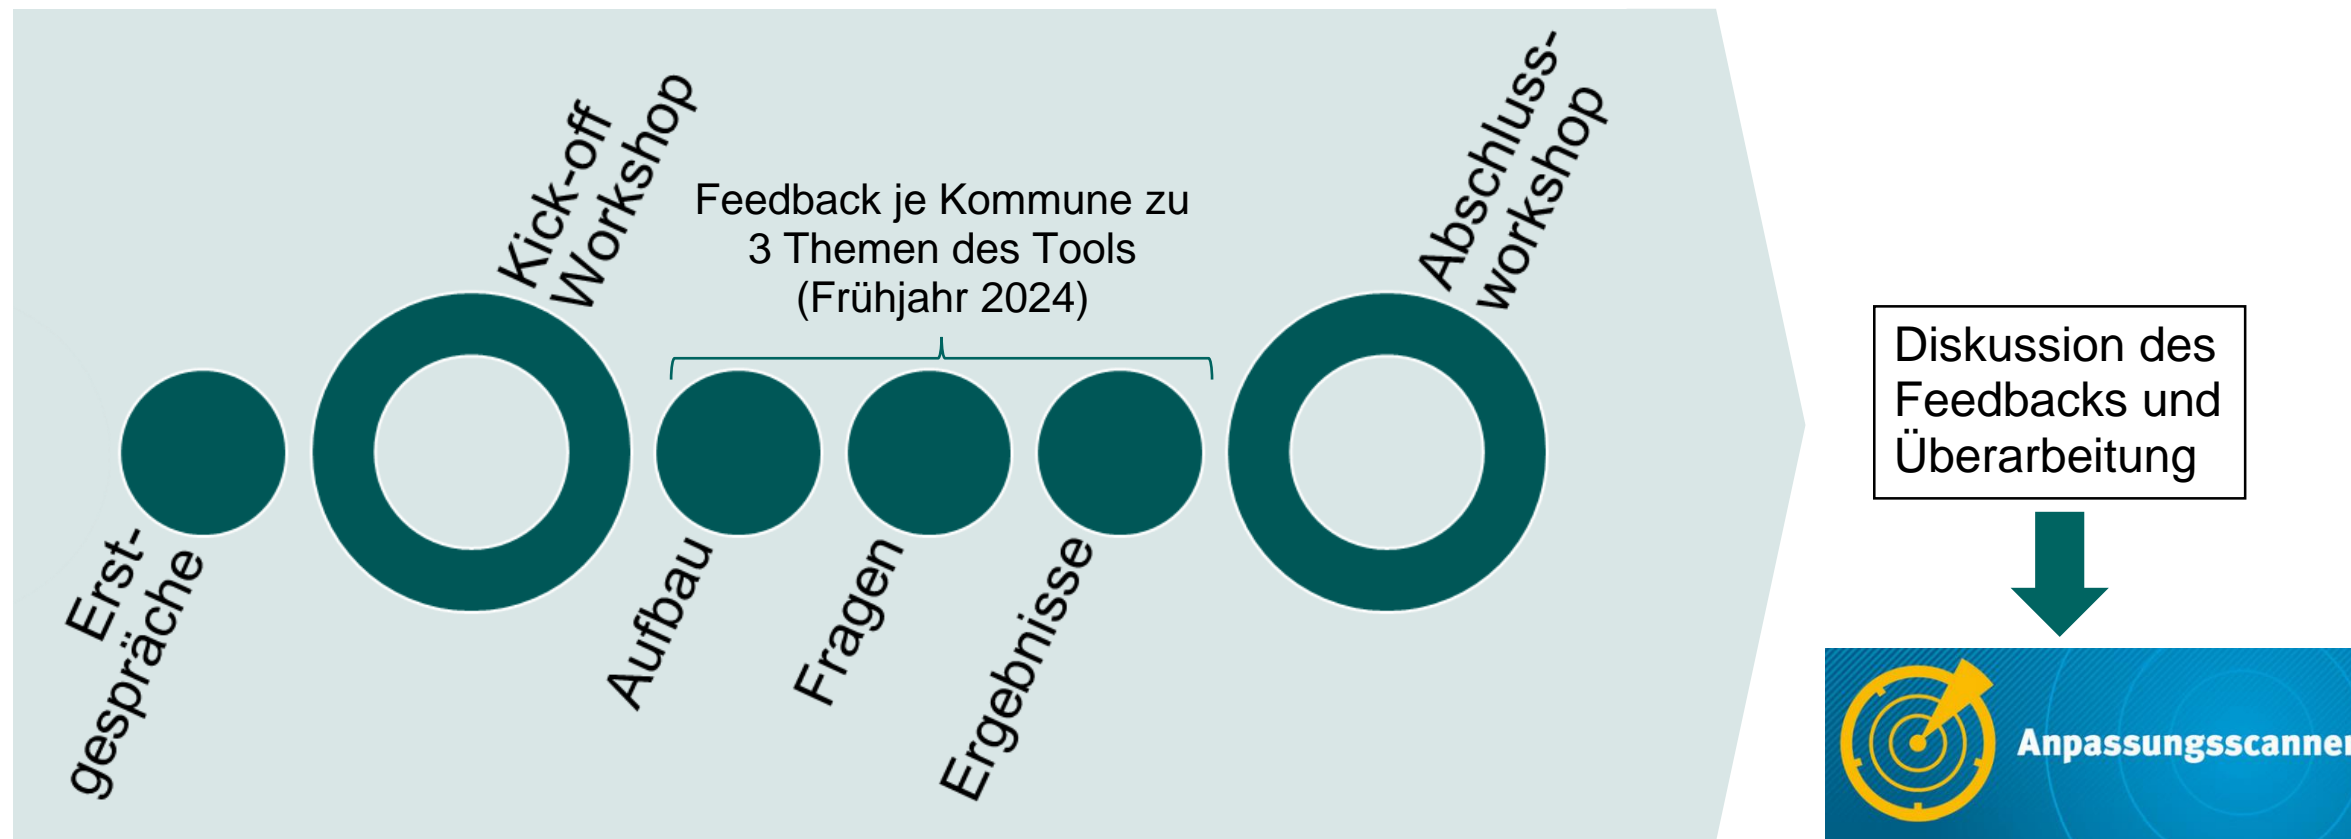 Erst-
gespräche
Kick-off
Workshop
Feedback je Kommune zu
3 Themen des Tools
(Frühjahr 2024)
Aufbau
Fragen
Ergebnisse
Abschluss-
workshop
Diskussion des
Feedbacks und
Überarbeitung
Anpassungsscanner